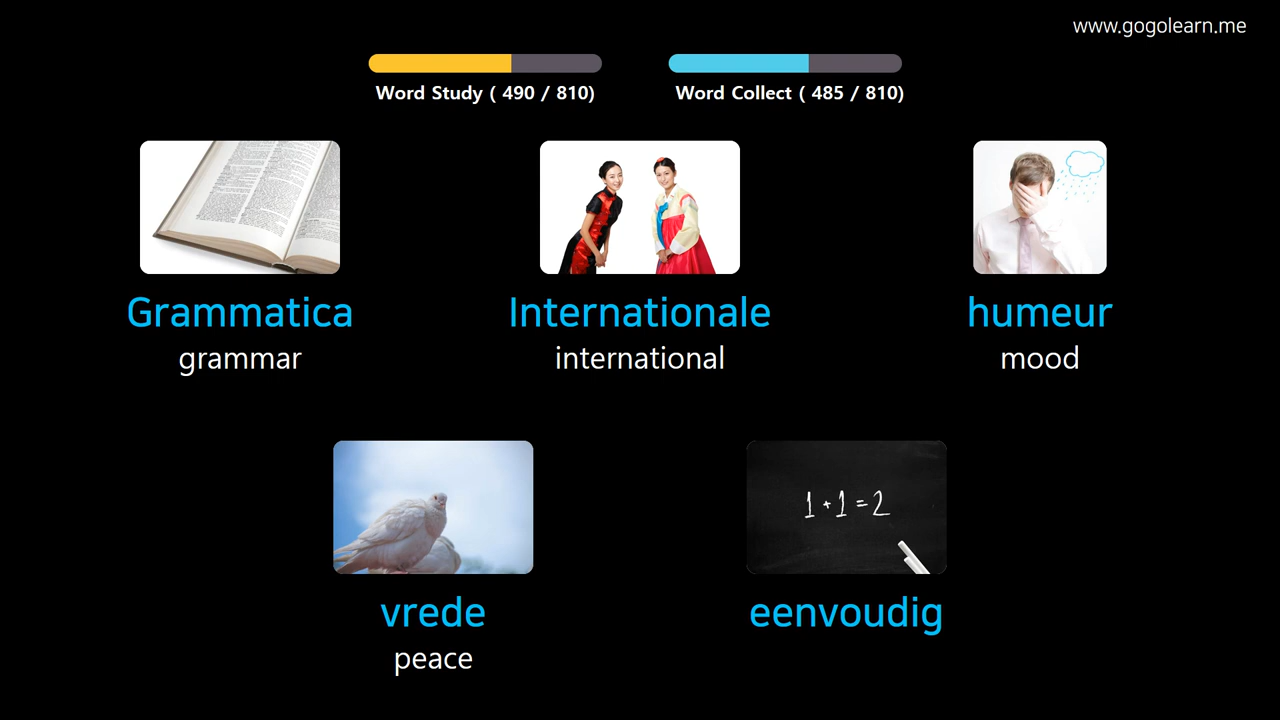 www.gogolearn.me
Word Study ( 490 / 810)
Word Collect ( 485 / 810)
Grammatica
grammar
Internationale
international
humeur
mood
1+1=2
vrede
peace
eenvoudig